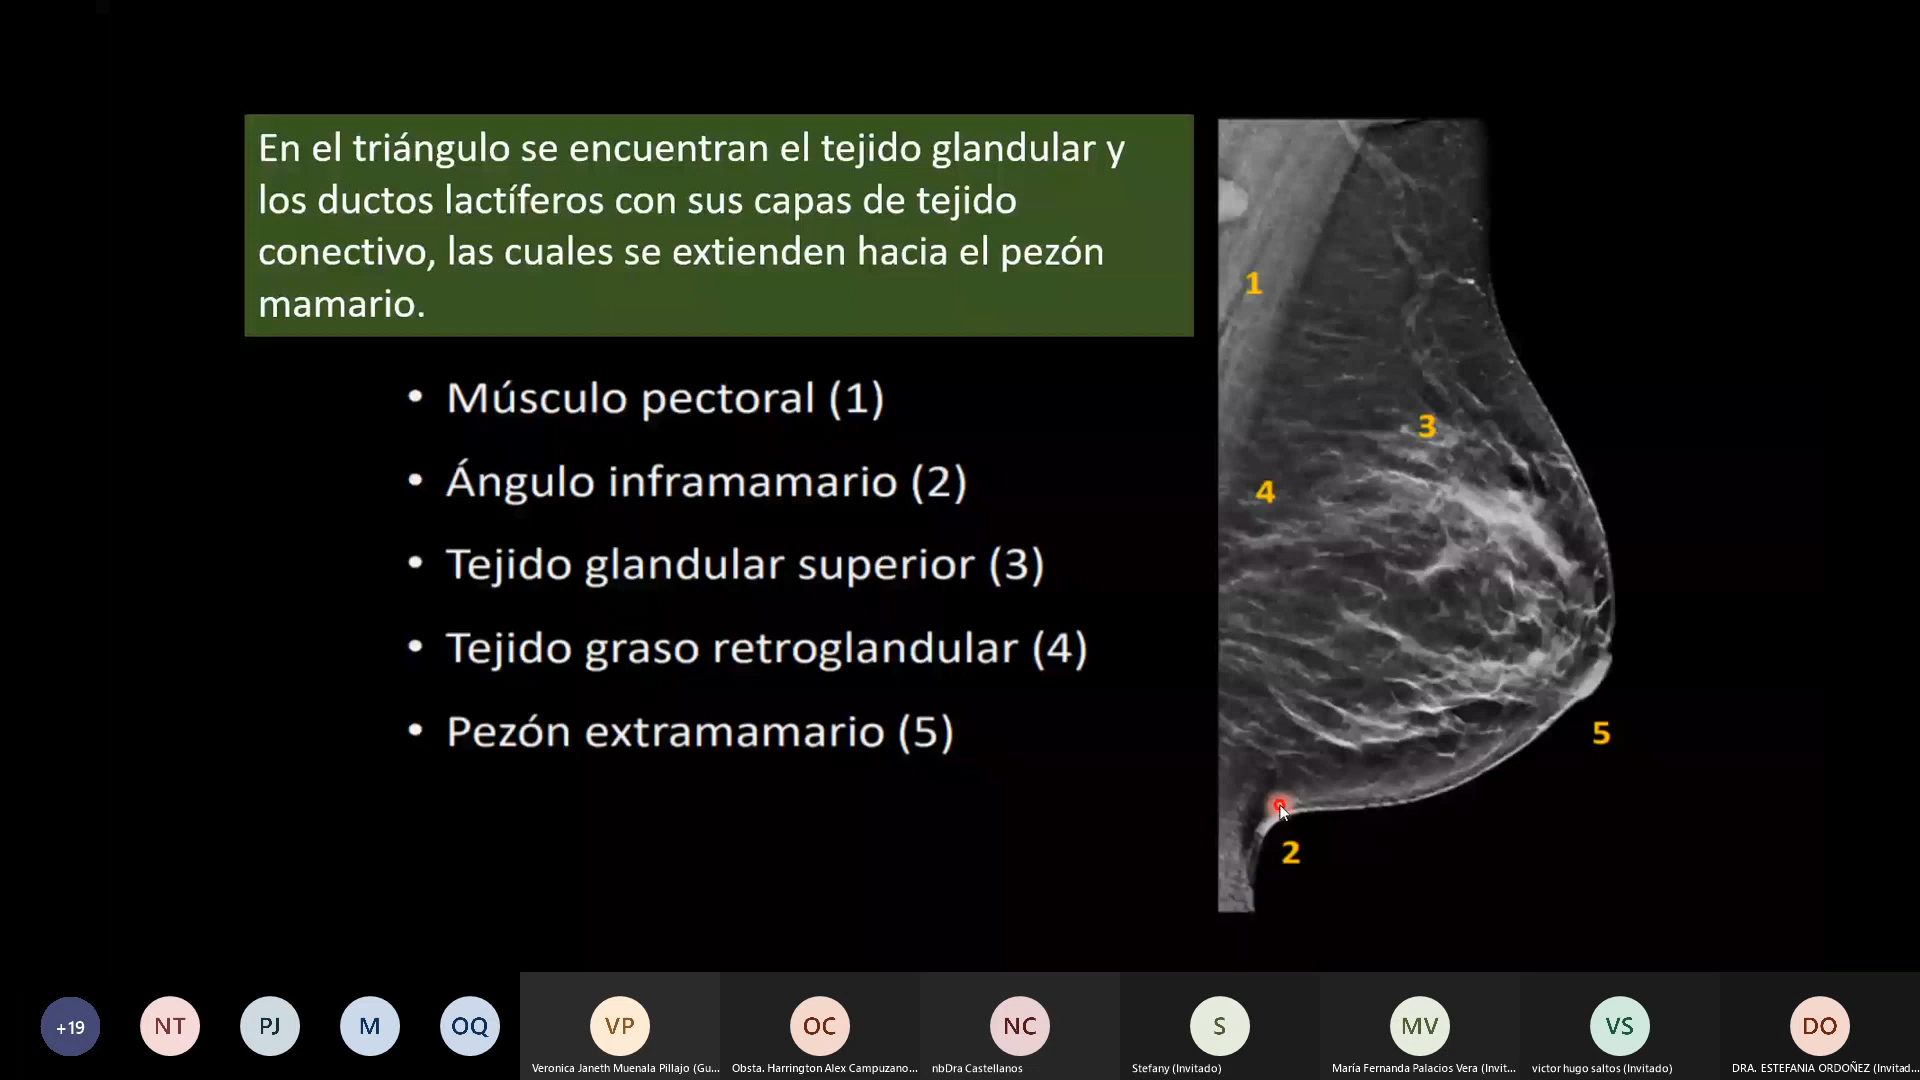 En el triángulo se encuentran el tejido glandular y
los ductos lactíferos con sus capas de tejido
conectivo, las cuales se extienden hacia el pezón
mamario.
• Músculo pectoral (1)
• Ángulo inframamario (2)
• Tejido glandular superior (3)
• Tejido graso retroglandular (4)
• Pezón extramamario (5)
1
3
4
5
2
+19
NT
PJ
M
OQ
VP
OC
NC
S
MV
VS
DO
Veronica Janeth Muenala Pillajo (Gu...
Obsta. Harrington Alex Campuzano...
nbDra Castellanos
Stefany (Invitado)
María Fernanda Palacios Vera (Invit...
victor hugo saltos (Invitado)
DRA. ESTEFANIA ORDOÑEZ (Invitad...